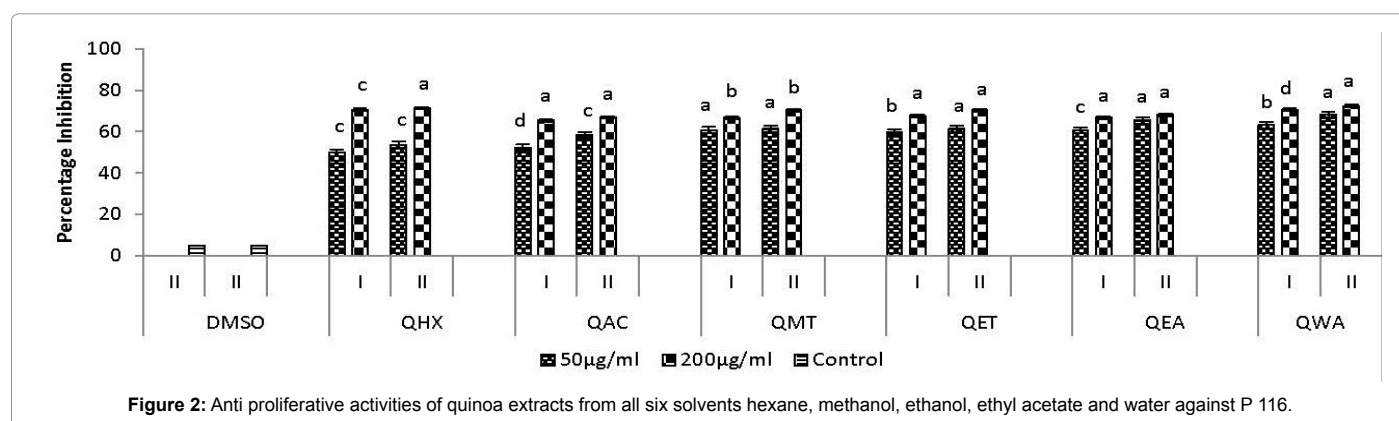 100
80
60
40
20
0
Percentage Inhibition
c c c a
d a c a
a b a b
b a a a
c a a a
b d a a
II II I II I II I II I II I II I II
DMSO QHX QAC QMT QET QEA QWA
50µg/ml 200µg/ml Control
Figure 2: Anti proliferative activities of quinoa extracts from all six solvents hexane, methanol, ethanol, ethyl acetate and water against P 116.